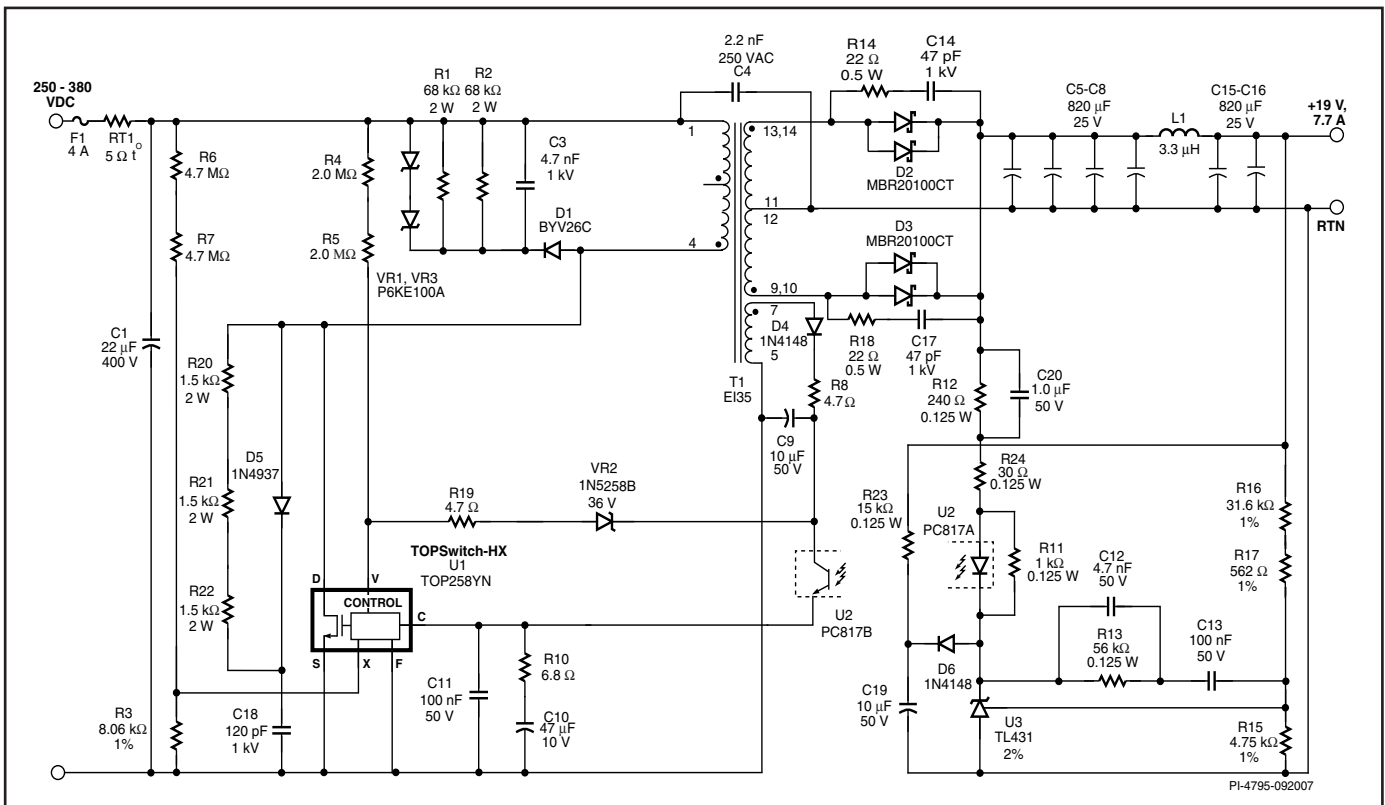 250 - 380
VDC
F1
4 A
RT1
5 Ω
t
O
R6
4.7 MΩ
R7
4.7 MΩ
C1
22 µF
400 V
R3
8.06 kΩ
1%
R4
2.0 MΩ
R5
2.0 MΩ
R1
68 kΩ
2 W
R2
68 kΩ
2 W
C3
4.7 nF
1 kV
D1
BYV26C
VR1, VR3
P6KE100A
2.2 nF
250 VAC
C4
1
4
13,14
11
12
9,10
7
5
T1
EI35
R14
22 Ω
0.5 W
C14
47 pF
1 kV
D2
MBR20100CT
D3
MBR20100CT
C5-C8
820 µF
25 V
L1
3.3 µH
C15-C16
820 µF
25 V
+19 V,
7.7 A
RTN
D4
1N4148
R8
4.7Ω
C9
10 µF
50 V
R18
22 Ω
0.5 W
C17
47 pF
1 kV
R12
240 Ω
0.125 W
C20
1.0 µF
50 V
R20
1.5 kΩ
2 W
R21
1.5 kΩ
2 W
R22
1.5 kΩ
2 W
D5
1N4937
C18
120 pF
1 kV
R19
4.7 Ω
VR2
1N5258B
36 V
TOPSwitch-HX
U1
TOP258YN
D
V
CONTROL
C
S
X
F
C11
100 nF
50 V
R10
6.8 Ω
C10
47 µF
10 V
U2
PC817B
R23
15 kΩ
0.125 W
R24
30 Ω
0.125 W
U2
PC817A
R11
1 kΩ
0.125 W
C12
4.7 nF
50 V
R13
56 kΩ
0.125 W
C13
100 nF
50 V
R16
31.6 kΩ
1%
R17
562 Ω
1%
D6
1N4148
C19
10 µF
50 V
U3
TL431
2%
R15
4.75 kΩ
1%
PI-4795-092007